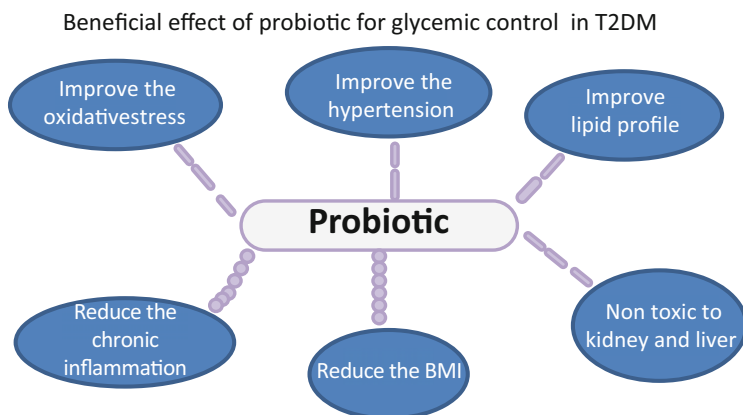 Beneficial effect of probiotic for glycemic control in T2DM
Improve the
oxidativestress
Improve the
hypertension
Improve
lipid profile
Probiotic
Reduce the
chronic
inflammation
Reduce the BMI
Non toxic to
kidney and liver